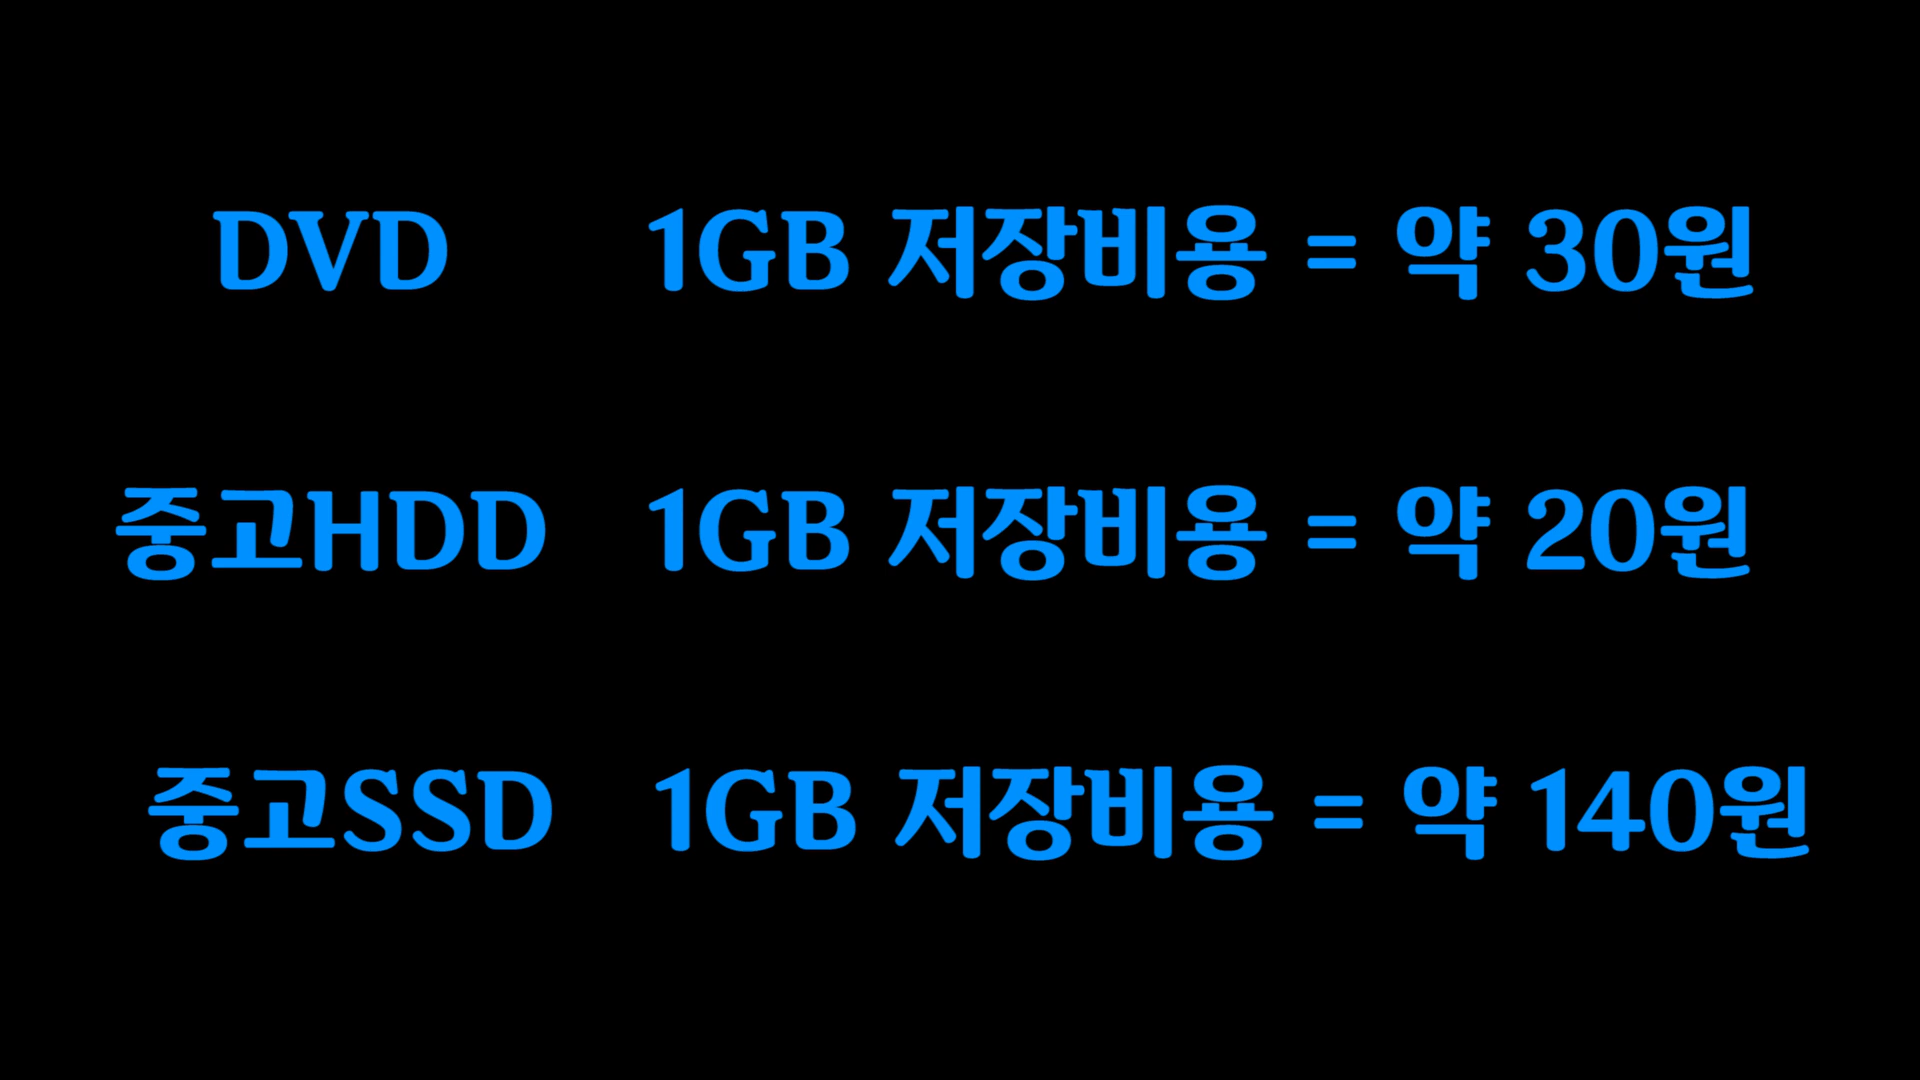 DVD 1GB 저장비용 = 약 30원
중고HDD 1GB 저장비용 = 약 20원
중고SSD 1GB 저장비용 = 약 140원